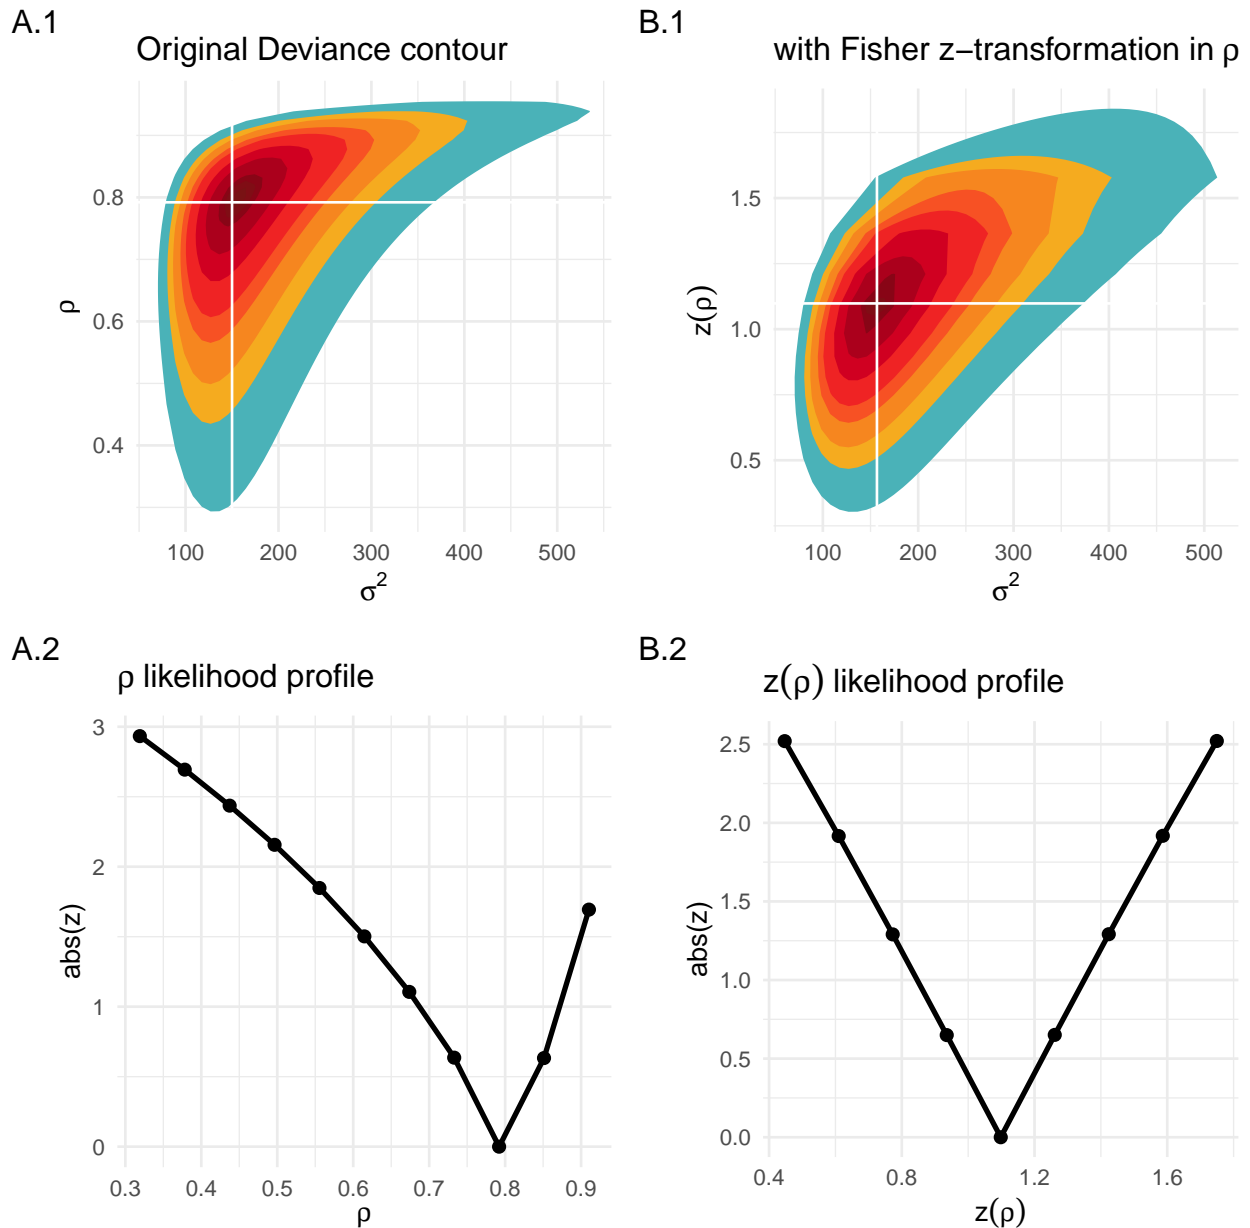 A.1
Original Deviance contour
0.8
0.6
0.4
ρ
100 200 300 400 500
σ²
B.1
with Fisher z−transformation in ρ
1.5
1.0
0.5
z(ρ)
100 200 300 400 500
σ²
A.2
ρ likelihood profile
3
2
1
0
abs(z)
0.3 0.4 0.5 0.6 0.7 0.8 0.9
ρ
B.2
z(ρ) likelihood profile
2.5
2.0
1.5
1.0
0.5
0.0
abs(z)
0.4 0.8 1.2 1.6
z(ρ)